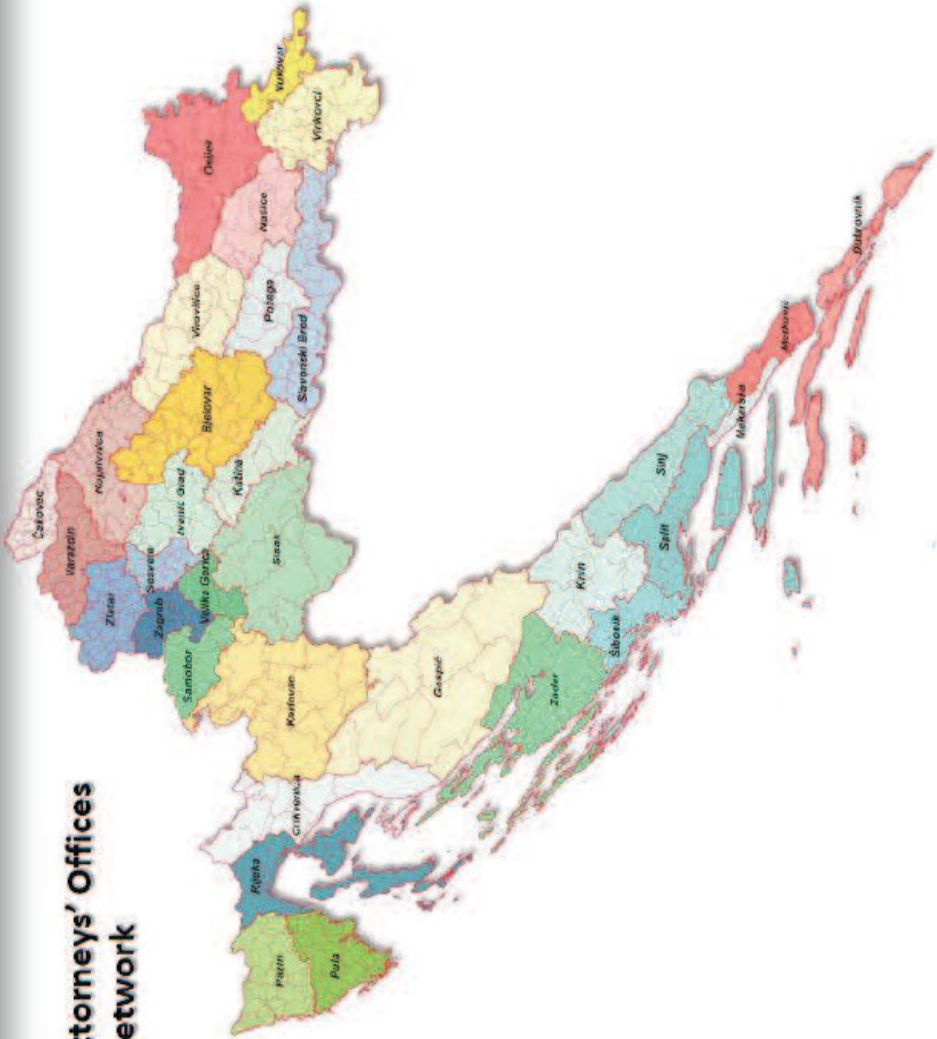 ttorneys' Offices
etwork
Čakovec
Varaždin
Koprivnica
Zlatar
Sesvete
Zagreb
Ivanić Grad
Bjelovar
Virovitica
Osijek
Vukovar
Vinkovci
Našice
Požega
Slavonski Brod
Kutina
Velika Gorica
Sisak
Samobor
Karlovac
Crikvenica
Rijeka
Pazin
Pula
Gospić
Zadar
Knin
Šibenik
Sinj
Split
Makarska
Metković
Dubrovnik